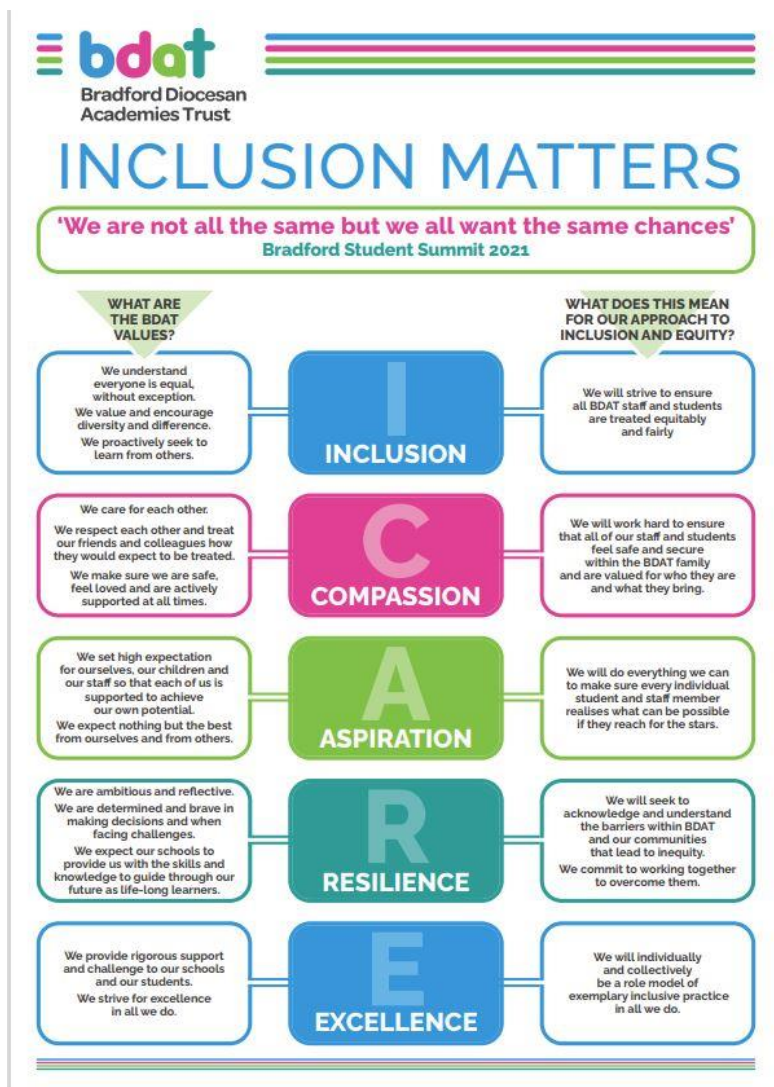 bdat
Bradford Diocesan
Academies Trust
INCLUSION MATTERS
‘We are not all the same but we all want the same chances’
Bradford Student Summit 2021
WHAT ARE
THE BDAT
VALUES?
WHAT DOES THIS MEAN
FOR OUR APPROACH TO
INCLUSION AND EQUITY?
We understand
everyone is equal,
without exception.
We value and encourage
diversity and difference.
We proactively seek to
learn from others.
I
INCLUSION
We will strive to ensure
all BDAT staff and students
are treated equitably
and fairly
We care for each other.
We respect each other and treat
our friends and colleagues how
they would expect to be treated.
We make sure we are safe,
feel loved and are actively
supported at all times.
C
COMPASSION
We will work hard to ensure
that all of our staff and students
feel safe and secure
within the BDAT family
and are valued for who they are
and what they bring.
We set high expectation
for ourselves, our children and
our staff so that each of us is
supported to achieve
our own potential.
We expect nothing but the best
from ourselves and from others.
A
ASPIRATION
We will do everything we can
to make sure every individual
student and staff member
realises what can be possible
if they reach for the stars.
We are ambitious and reflective.
We are determined and brave in
making decisions and when
facing challenges.
We expect our schools to
provide us with the skills and
knowledge to guide through our
future as life-long learners.
R
RESILIENCE
We will seek to
acknowledge and understand
the barriers within BDAT
and our communities
that lead to inequity.
We commit to working together
to overcome them.
We provide rigorous support
and challenge to our schools
and our students.
We strive for excellence
in all we do.
E
EXCELLENCE
We will individually
and collectively
be a role model of
exemplary inclusive practice
in all we do.